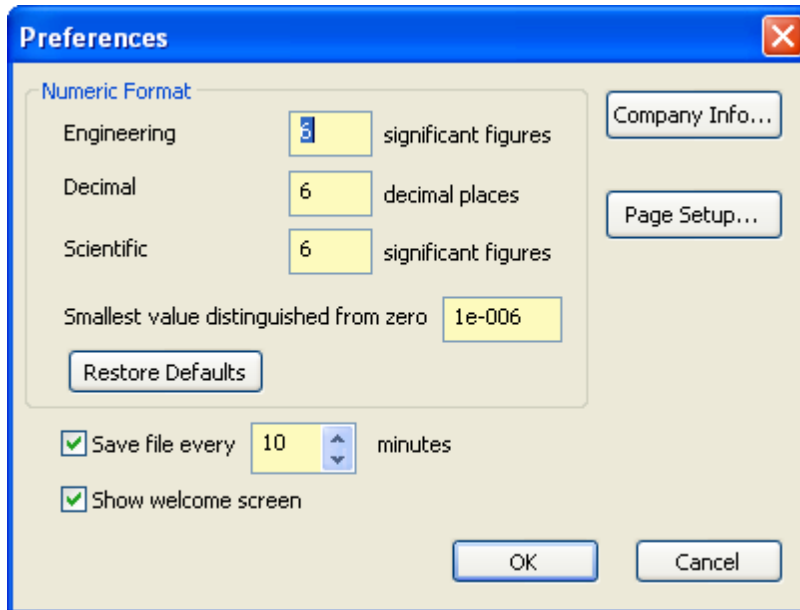 Preferences
Numeric Format
Engineering 6 significant figures
Company Info...
Decimal 6 decimal places
Page Setup...
Scientific 6 significant figures
Smallest value distinguished from zero 1e-006
Restore Defaults
Save file every 10 minutes
Show welcome screen
OK Cancel